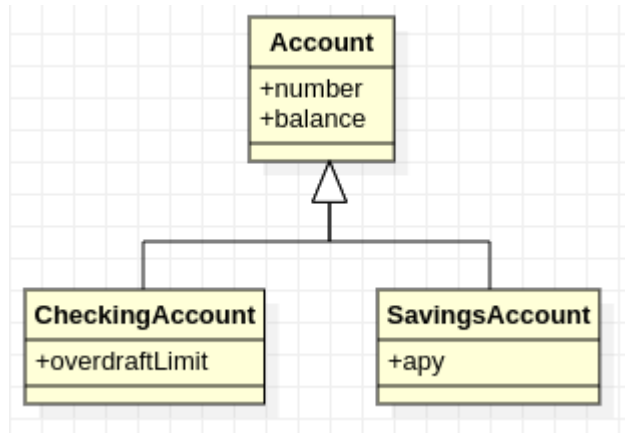 Account
+number
+balance
CheckingAccount
+overdraftLimit
SavingsAccount
+apy